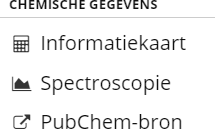 CHEMISCHE GEGEVENS
Informatiekaart
Spectroscopie
PubChem-bron